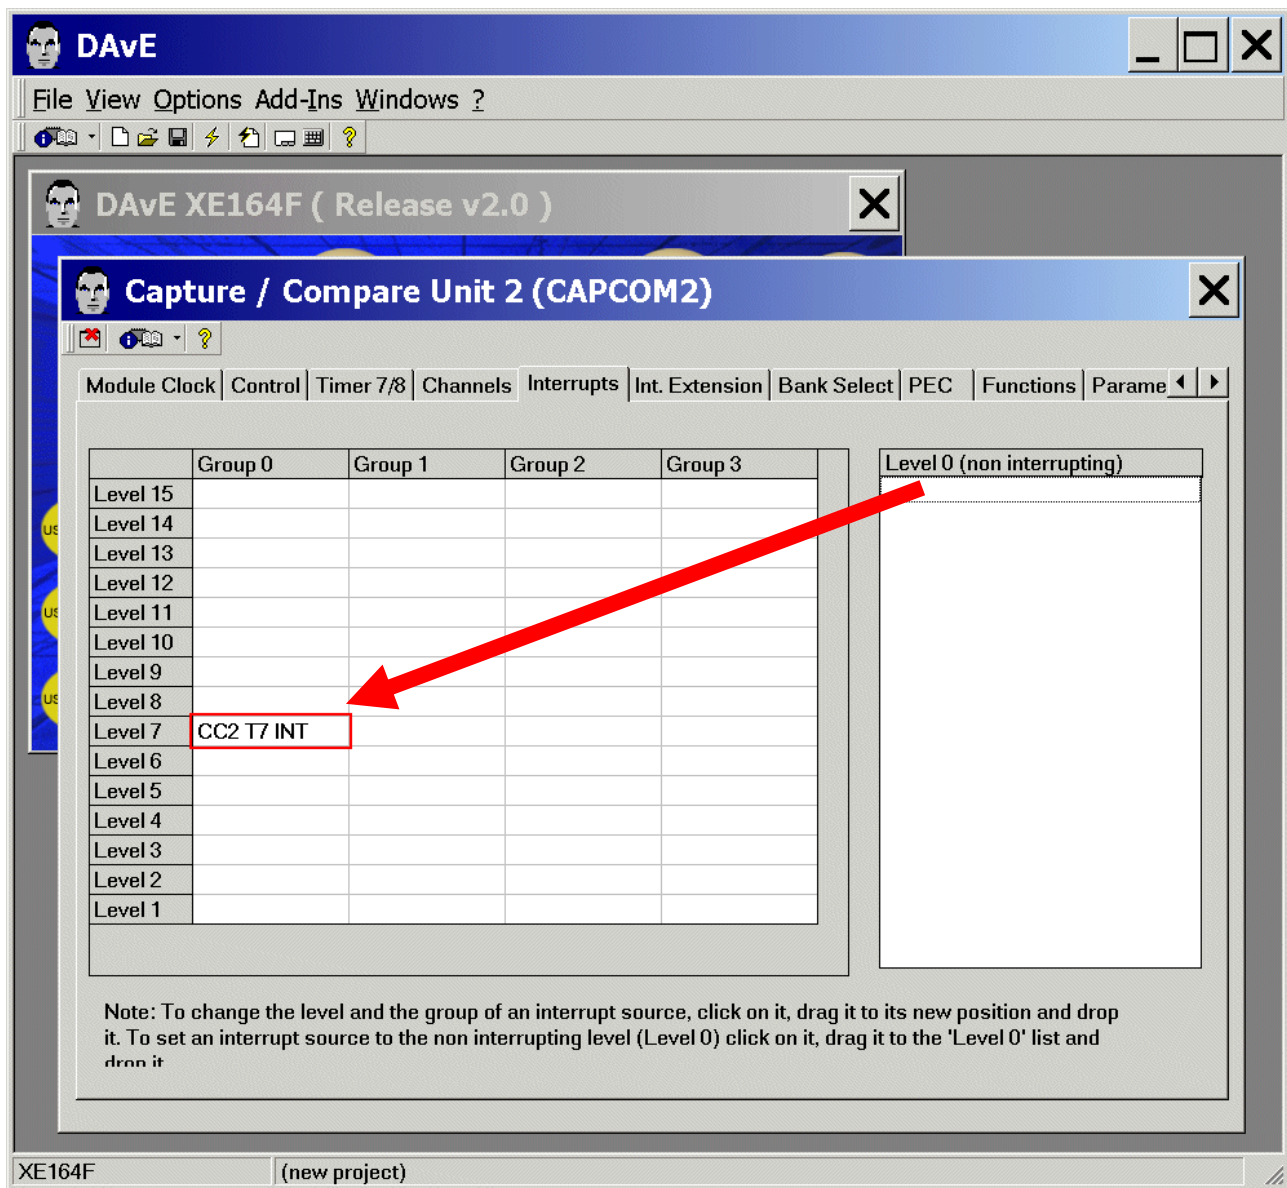 DAvE
File View Options Add-Ins Windows ?
DAvE XE164F ( Release v2.0 )
Capture / Compare Unit 2 (CAPCOM2)
Module Clock Control Timer 7/8 Channels Interrupts Int. Extension Bank Select PEC Functions Parame
Group 0 Group 1 Group 2 Group 3 Level 0 (non interrupting)
Level 15
Level 14
Level 13
Level 12
Level 11
Level 10
Level 9
Level 8
Level 7 CC2 T7 INT
Level 6
Level 5
Level 4
Level 3
Level 2
Level 1
US
US
US
Note: To change the level and the group of an interrupt source, click on it, drag it to its new position and drop
it. To set an interrupt source to the non interrupting level (Level 0) click on it, drag it to the 'Level 0' list and
drop it
XE164F (new project)